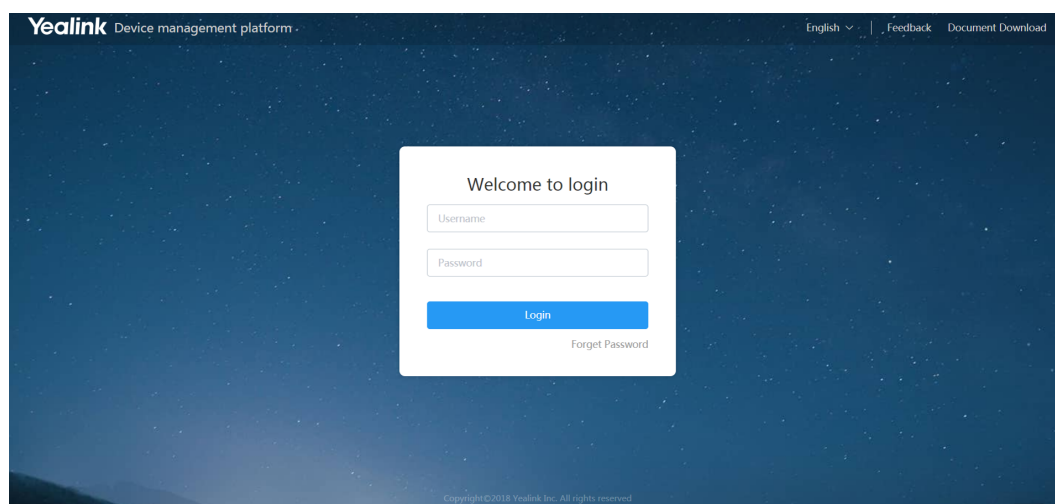 Yealink Device management platform
English Feedback Document Download
Welcome to login
Username
Password
Login
Forget Password
Copyright©2018 Yealink Inc. All rights reserved